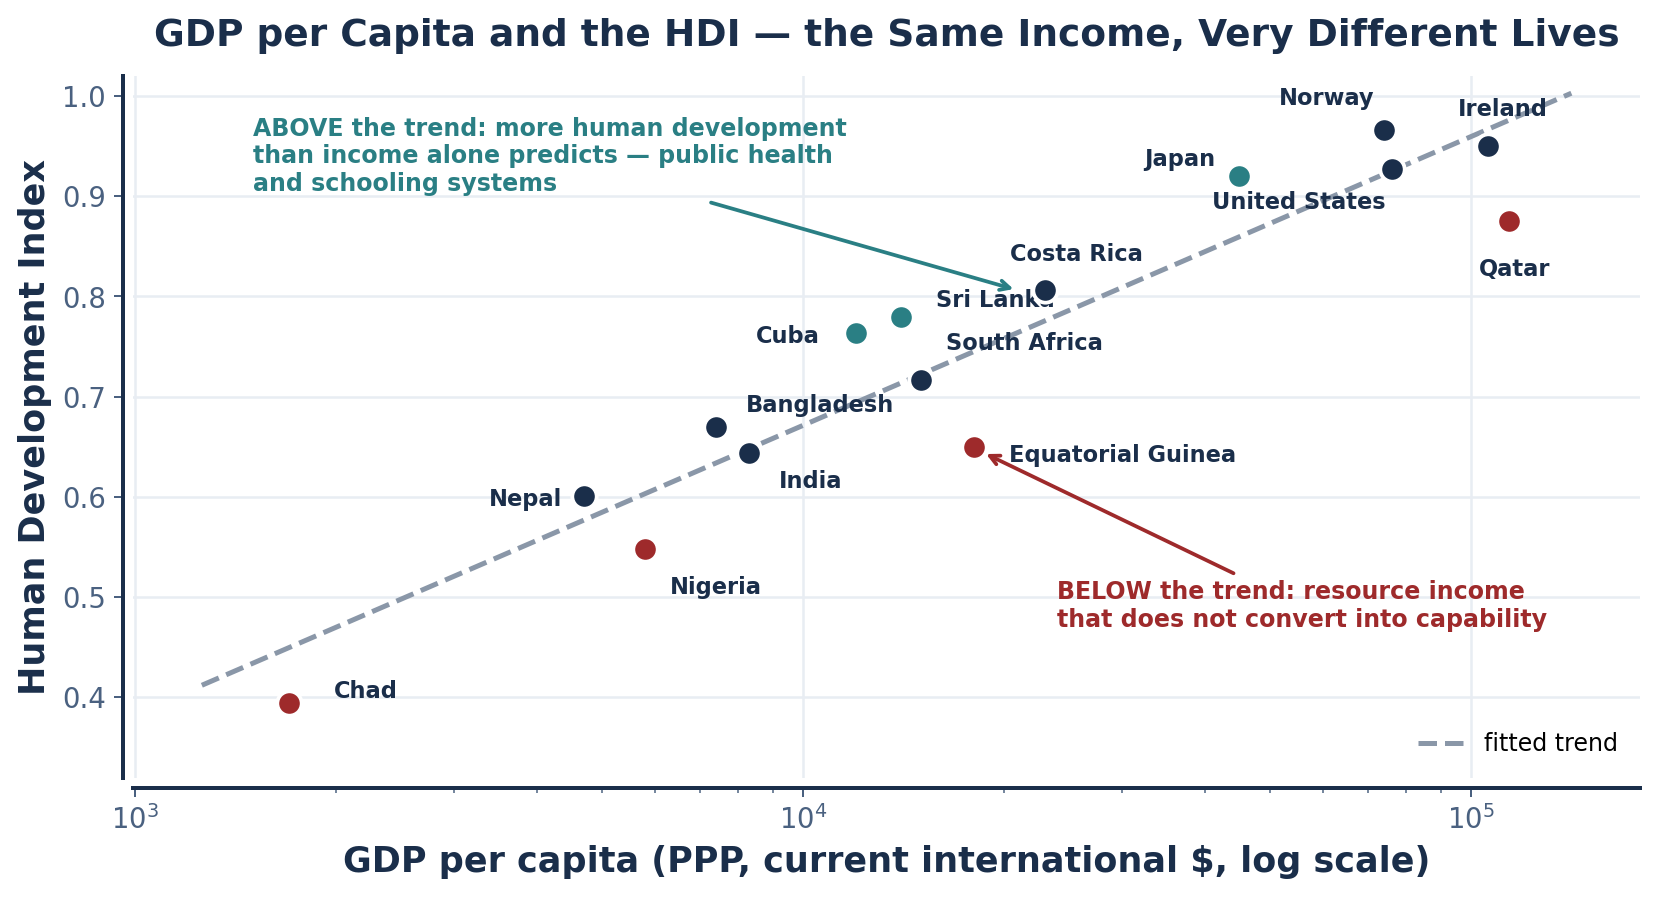 GDP per Capita and the HDI — the Same Income, Very Different Lives
Human Development Index
1.0
0.9
0.8
0.7
0.6
0.5
0.4
ABOVE the trend: more human development
than income alone predicts — public health
and schooling systems
Norway
Ireland
Japan
United States
Qatar
Costa Rica
Sri Lanka
Cuba
South Africa
Bangladesh
India
Equatorial Guinea
Nepal
Nigeria
Chad
BELOW the trend: resource income
that does not convert into capability
fitted trend
10³
10⁴
10⁵
GDP per capita (PPP, current international $, log scale)